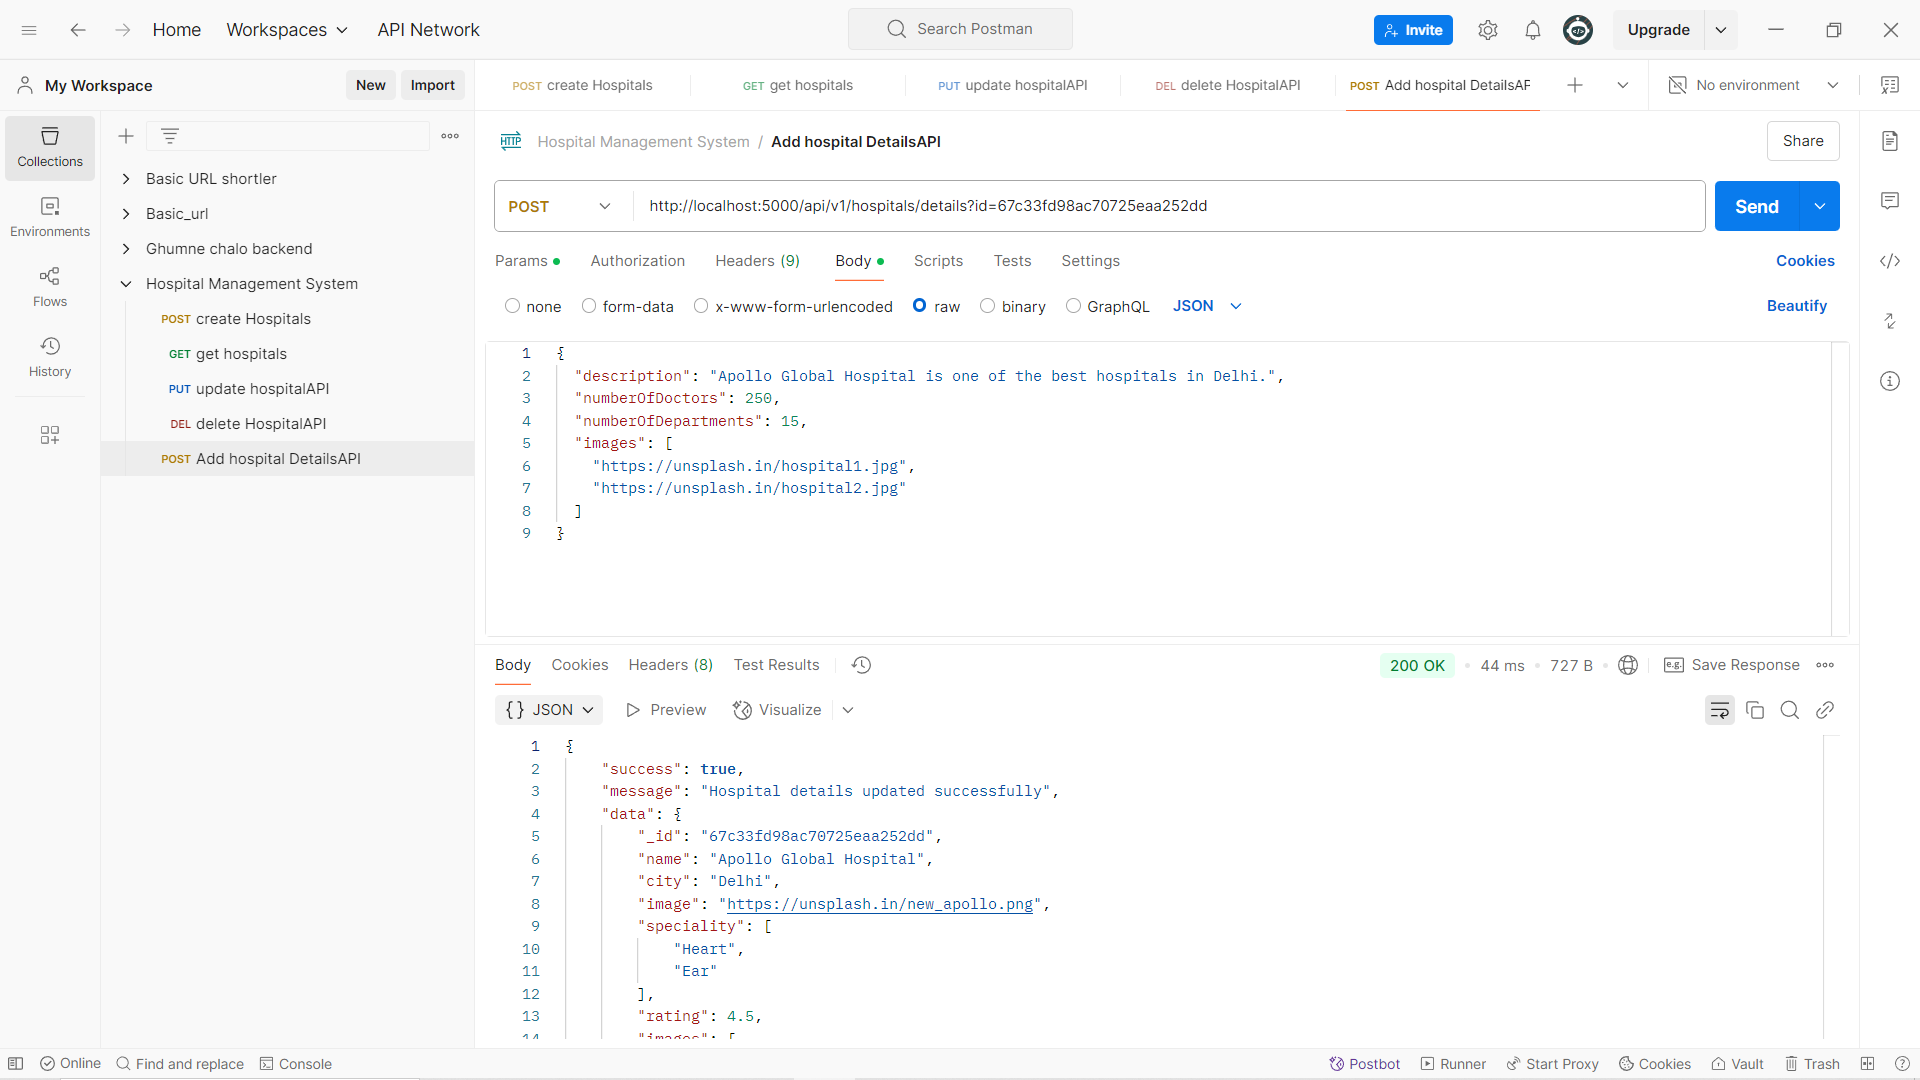 Home Workspaces API Network Search Postman Invite Upgrade
My Workspace New Import
POST create Hospitals GET get hospitals PUT update hospitalAPI DEL delete HospitalAPI POST Add hospital DetailsAP No environment
Collections
Environments
Flows
History
Basic URL shortler
Basic_url
Ghumne chalo backend
Hospital Management System
POST create Hospitals
GET get hospitals
PUT update hospitalAPI
DEL delete HospitalAPI
POST Add hospital DetailsAPI
HTTP Hospital Management System / Add hospital DetailsAPI Share
POST http://localhost:5000/api/v1/hospitals/details?id=67c33fd98ac70725eaa252dd Send
Params Authorization Headers (9) Body Scripts Tests Settings Cookies
none form-data x-www-form-urlencoded raw binary GraphQL JSON Beautify
1 {
2 "description": "Apollo Global Hospital is one of the best hospitals in Delhi.",
3 "numberOfDoctors": 250,
4 "numberOfDepartments": 15,
5 "images": [
6 "https://unsplash.in/hospital1.jpg",
7 "https://unsplash.in/hospital2.jpg"
8 ]
9 }
Body Cookies Headers (8) Test Results 200 OK 44 ms 727 B e.g. Save Response
{} JSON Preview Visualize
1 {
2 "success": true,
3 "message": "Hospital details updated successfully",
4 "data": {
5 "_id": "67c33fd98ac70725eaa252dd",
6 "name": "Apollo Global Hospital",
7 "city": "Delhi",
8 "image": "https://unsplash.in/new_apollo.png",
9 "speciality": [
10 "Heart",
11 "Ear"
12 ],
13 "rating": 4.5,
14 "images": [
Online Find and replace Console Postbot Runner Start Proxy Cookies Vault Trash